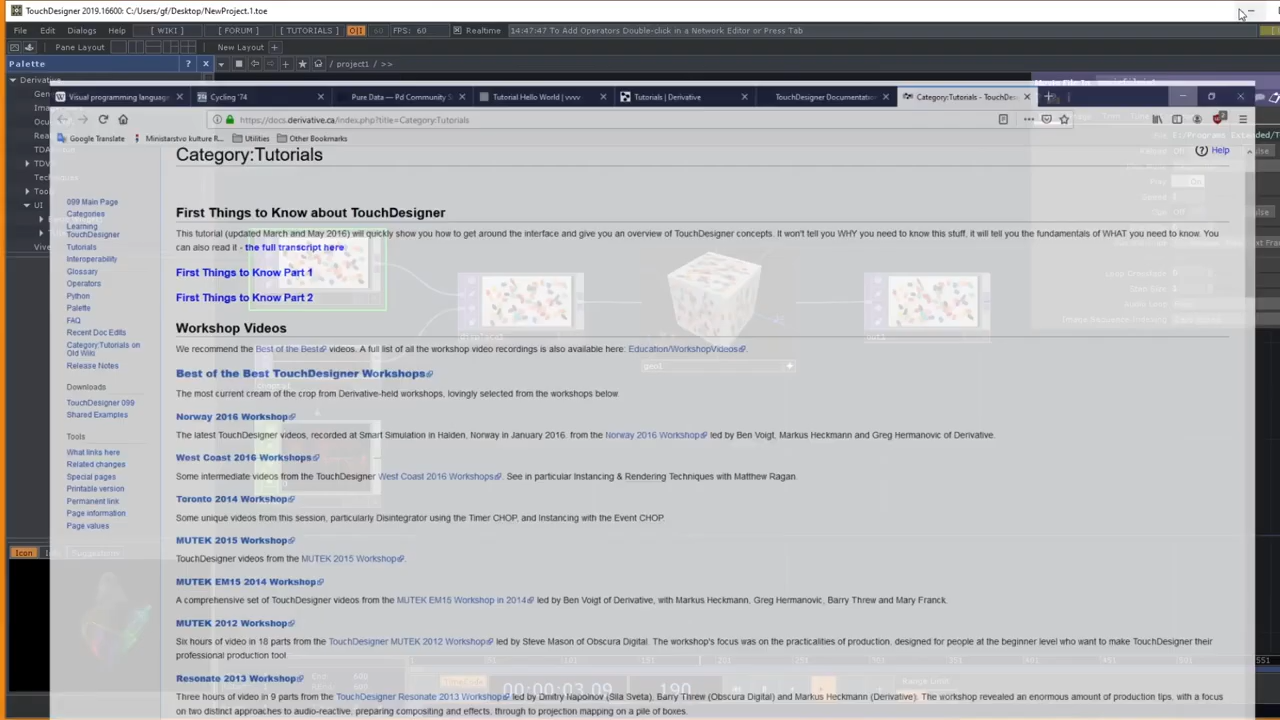 TouchDesigner 2019.16600: C:/Users/gf/Desktop/NewProject.1.toe
File Edit Dialogs Help [ WIKI ] [ FORUM ] [ TUTORIALS ] O|I 60 FPS: 60 Realtime 14:47:47 To Add Operators Double-click in a Network Editor or Press Tab
Pane Layout New Layout +
Palette ? x / project1 / >>
Derivative
Visual programming languag Cycling '74 Pure Data — Pd Community S Tutorial Hello World | vvvv Tutorials | Derivative TouchDesigner Documentatio Category:Tutorials - TouchDes
https://docs.derivative.ca/index.php?title=Category:Tutorials
Google Translate Ministarstvo kulture R... Utilities Other Bookmarks
Category:Tutorials
Help
099 Main Page
Categories
Learning
TouchDesigner
Tutorials
Interoperability
Glossary
Operators
Python
Palette
FAQ
Recent Doc Edits
Category:Tutorials on
Old Wiki
Release Notes
Downloads
TouchDesigner 099
Shared Examples
Tools
What links here
Related changes
Special pages
Printable version
Permanent link
Page information
Page values
First Things to Know about TouchDesigner
This tutorial (updated March and May 2016) will quickly show you how to get around the interface and give you an overview of TouchDesigner concepts. It won't tell you WHY you need to know this stuff, it will tell you the fundamentals of WHAT you need to know. You
can also read it - the full transcript here
First Things to Know Part 1
First Things to Know Part 2
Workshop Videos
We recommend the Best of the Best videos. A full list of all the workshop video recordings is also available here: Education/WorkshopVideos.
Best of the Best TouchDesigner Workshops
The most current cream of the crop from Derivative-held workshops, lovingly selected from the workshops below.
Norway 2016 Workshop
The latest TouchDesigner videos, recorded at Smart Simulation in Halden, Norway in January 2016. from the Norway 2016 Workshop led by Ben Voigt, Markus Heckmann and Greg Hermanovic of Derivative.
West Coast 2016 Workshops
Some intermediate videos from the TouchDesigner West Coast 2016 Workshops. See in particular Instancing & Rendering Techniques with Matthew Ragan.
Toronto 2014 Workshop
Some unique videos from this session, particularly Disintegrator using the Timer CHOP, and Instancing with the Event CHOP.
MUTEK 2015 Workshop
TouchDesigner videos from the MUTEK 2015 Workshop.
MUTEK EM15 2014 Workshop
A comprehensive set of TouchDesigner videos from the MUTEK EM15 Workshop in 2014 led by Ben Voigt of Derivative, with Markus Heckmann, Greg Hermanovic, Barry Threw and Mary Franck.
MUTEK 2012 Workshop
Six hours of video in 18 parts from the TouchDesigner MUTEK 2012 Workshop led by Steve Mason of Obscura Digital. The workshop's focus was on the practicalities of production, designed for people at the beginner level who want to make TouchDesigner their
professional production tool.
Resonate 2013 Workshop
Three hours of video in 9 parts from the TouchDesigner Resonate 2013 Workshop led by Dmitry Napolnov (Sila Sveta), Barry Threw (Obscura Digital) and Markus Heckmann (Derivative). The workshop revealed an enormous amount of production tips, with a focus
on two distinct approaches to audio-reactive, preparing compositing and effects, through to projection mapping on a pile of boxes.
geo1
out1
UI
Icon
00:00:03.09 190
Range Limit